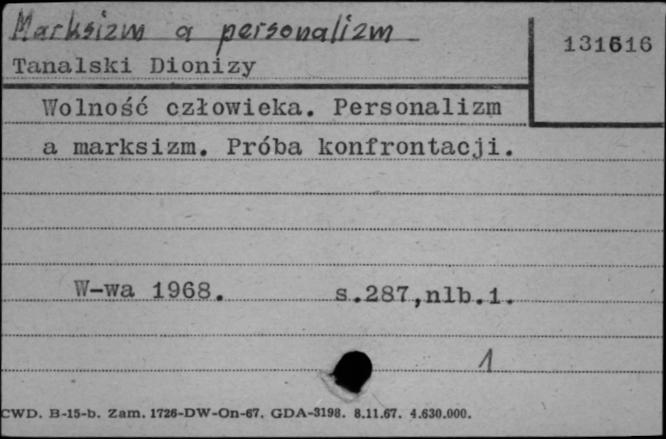 Marksizm a personalizm
131616
Tanalski Dionizy
Wolność człowieka. Personalizm
a marksizm. Próba konfrontacji.
W-wa 1968. s.287,nlb.1.
1
CWD. B-15-b. Zam. 1726-DW-On-67. GDA-3198. 8.11.67. 4.630.000.